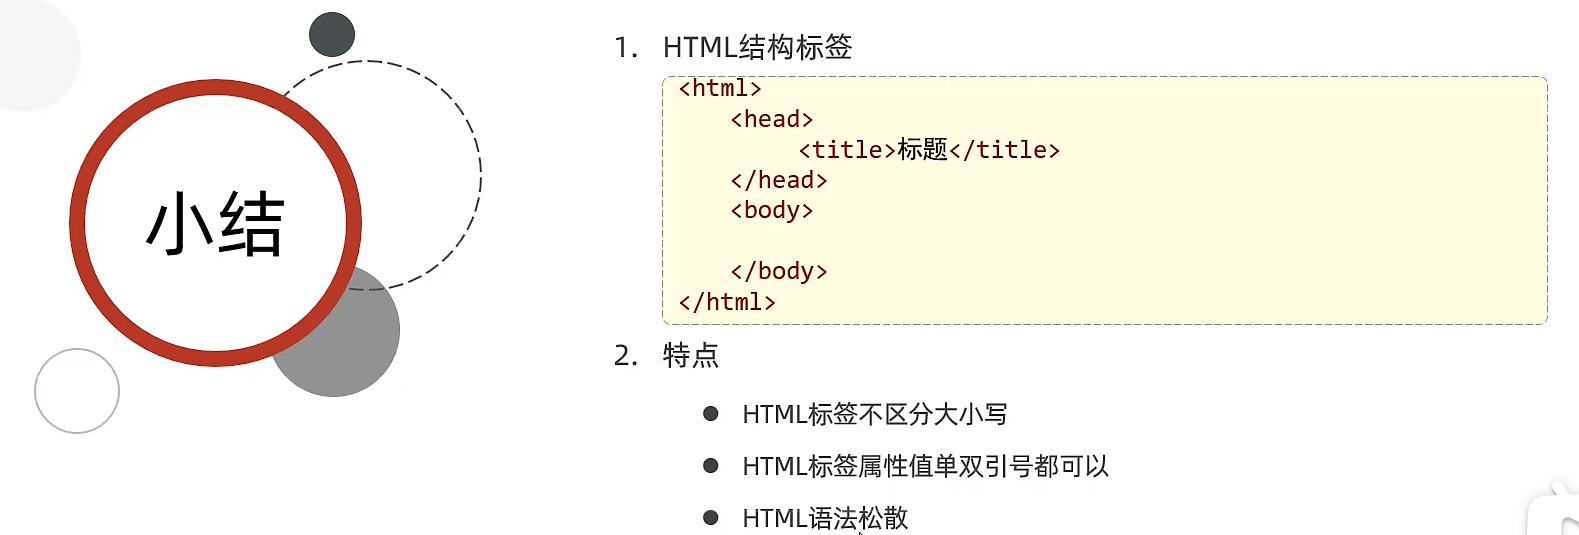 小结
1. HTML结构标签
<html>
<head>
<title>标题</title>
</head>
<body>
</body>
</html>
2. 特点
● HTML标签不区分大小写
● HTML标签属性值单双引号都可以
● HTML语法松散